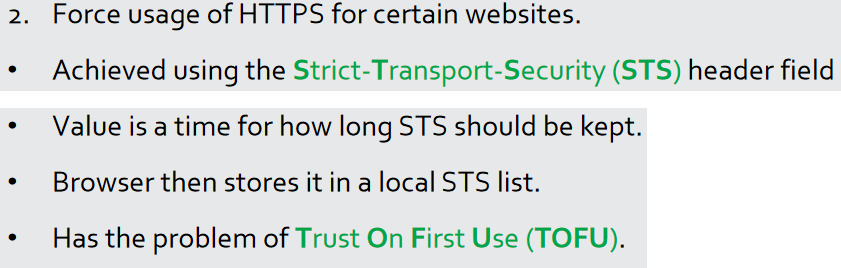 2. Force usage of HTTPS for certain websites.
• Achieved using the Strict-Transport-Security (STS) header field
• Value is a time for how long STS should be kept.
• Browser then stores it in a local STS list.
• Has the problem of Trust On First Use (TOFU).